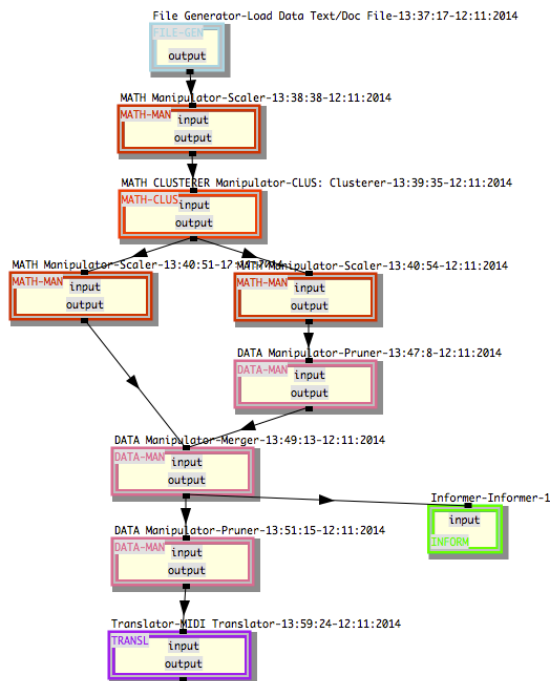 File Generator-Load Data Text/Doc File-13:37:17-12:11:2014
FILE-GEN
output
MATH Manipulator-Scaler-13:38:38-12:11:2014
MATH-MAN
input
output
MATH CLUSTERER Manipulator-CLUS: Clusterer-13:39:35-12:11:2014
MATH-CLUS
input
output
MATH Manipulator-Scaler-13:40:51-12
MATH Manipulator-Scaler-13:40:54-12:11:2014
MATH-MAN
input
output
MATH-MAN
input
output
DATA Manipulator-Pruner-13:47:8-12:11:2014
DATA-MAN
input
output
DATA Manipulator-Merger-13:49:13-12:11:2014
DATA-MAN
input
output
Informer-Informer-1
input
INFORM
DATA Manipulator-Pruner-13:51:15-12:11:2014
DATA-MAN
input
output
Translator-MIDI Translator-13:59:24-12:11:2014
TRANSL
input
output